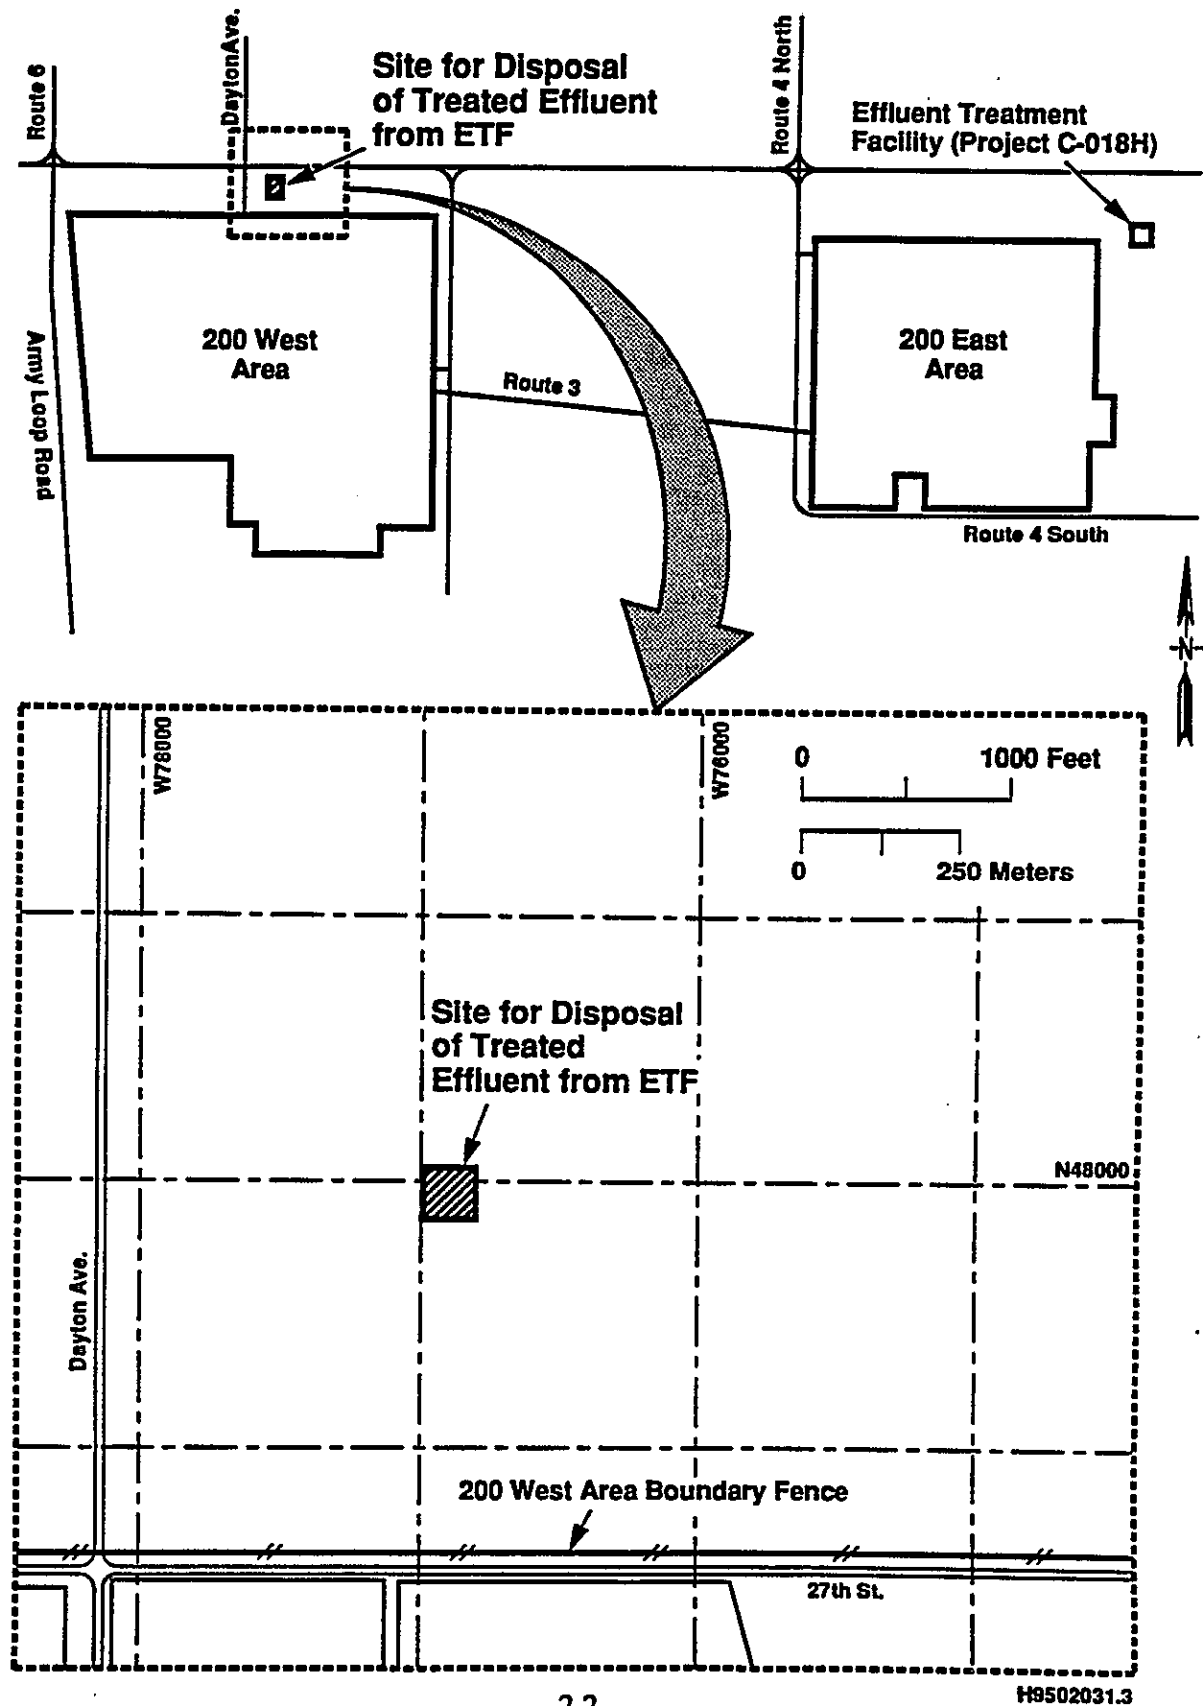 Route 6
DaytonAve.
Site for Disposal
of Treated Effluent
from ETF
Route 4 North
Effluent Treatment
Facility (Project C-018H)
200 West
Area
200 East
Area
Army Loop Road
Route 3
Route 4 South
N
W78000
W76000
0 1000 Feet
0 250 Meters
Site for Disposal
of Treated
Effluent from ETF
N48000
Dayton Ave.
200 West Area Boundary Fence
27th St.
H9502031.3